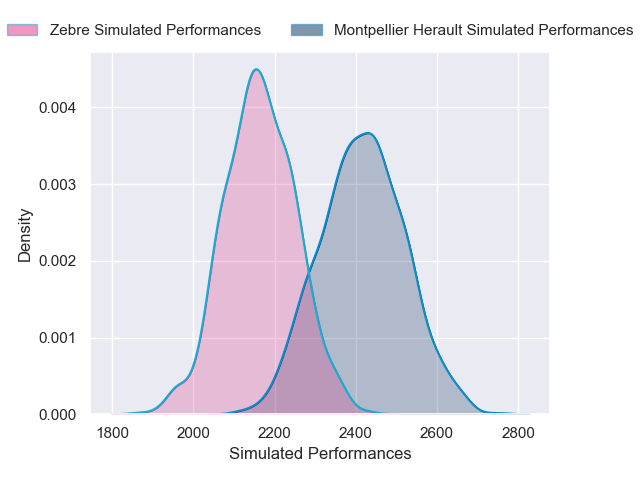 Zebre Simulated Performances
Montpellier Herault Simulated Performances
0.004
0.003
0.002
0.001
0.000
Density
1800 2000 2200 2400 2600 2800
Simulated Performances